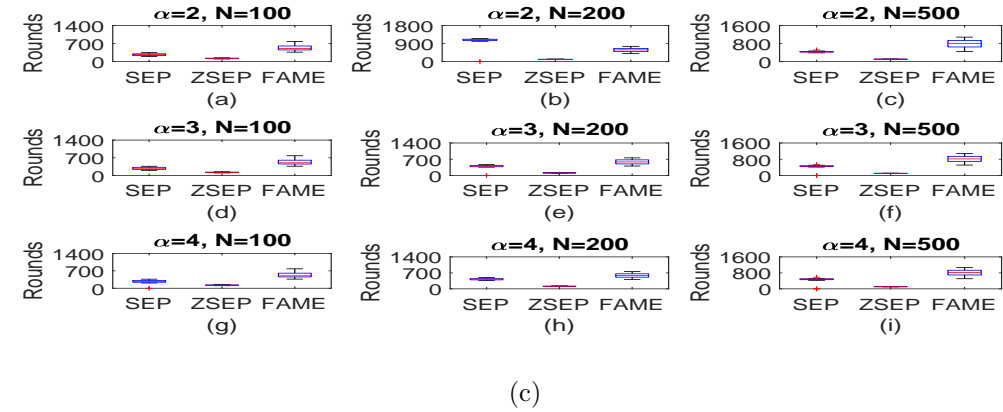 α=2, N=100
1400
700
0
Rounds
SEP ZSEP FAME
(a)
α=2, N=200
1800
900
0
Rounds
SEP ZSEP FAME
(b)
α=2, N=500
1600
800
0
Rounds
SEP ZSEP FAME
(c)
α=3, N=100
1400
700
0
Rounds
SEP ZSEP FAME
(d)
α=3, N=200
1400
700
0
Rounds
SEP ZSEP FAME
(e)
α=3, N=500
1600
800
0
Rounds
SEP ZSEP FAME
(f)
α=4, N=100
1400
700
0
Rounds
SEP ZSEP FAME
(g)
α=4, N=200
1400
700
0
Rounds
SEP ZSEP FAME
(h)
α=4, N=500
1600
800
0
Rounds
SEP ZSEP FAME
(i)
(c)